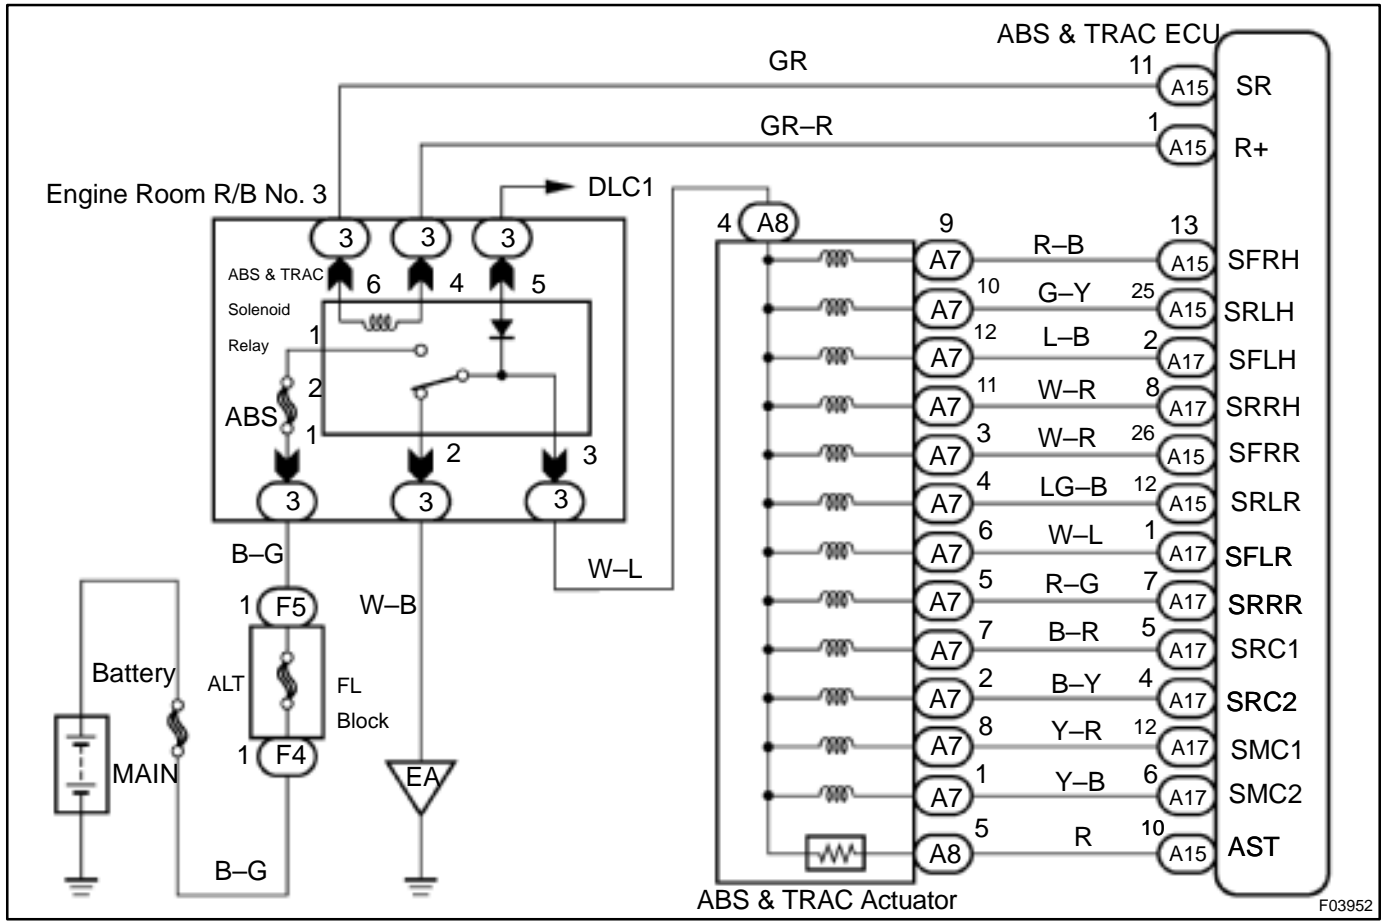 ABS & TRAC ECU
GR
11
A15
SR
GR–R
1
A15
R+
Engine Room R/B No. 3
DLC1
3
3
3
4
A8
ABS & TRAC
Solenoid
Relay
6
4
5
1
2
ABS
1
2
3
3
3
3
B–G
W–B
W–L
1
F5
ALT
FL
Block
1
F4
Battery
MAIN
B–G
EA
9
A7
R–B
13
A15
SFRH
10
A7
G–Y
25
A15
SRLH
12
A7
L–B
2
A17
SFLH
11
A7
W–R
8
A17
SRRH
3
A7
W–R
26
A15
SFRR
4
A7
LG–B
12
A15
SRLR
6
A7
W–L
1
A17
SFLR
5
A7
R–G
7
A17
SRRR
7
A7
B–R
5
A17
SRC1
2
A7
B–Y
4
A17
SRC2
8
A7
Y–R
12
A17
SMC1
1
A7
Y–B
6
A17
SMC2
5
A8
R
10
A15
AST
ABS & TRAC Actuator
F03952